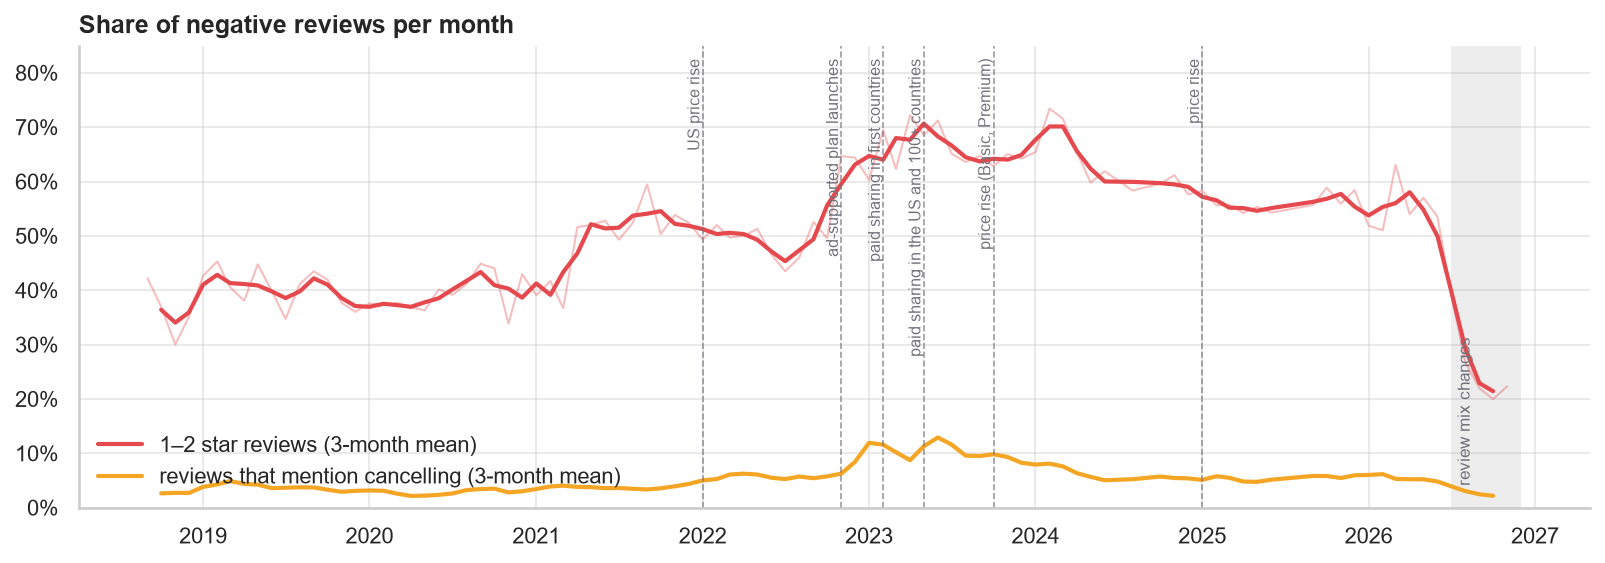 Share of negative reviews per month
80%
70%
60%
50%
40%
30%
20%
10%
0%
US price rise
ad-supported plan launches
paid sharing in first countries
paid sharing in the US and 100+ countries
price rise (Basic, Premium)
price rise
review mix changes
1–2 star reviews (3-month mean)
reviews that mention cancelling (3-month mean)
2019
2020
2021
2022
2023
2024
2025
2026
2027